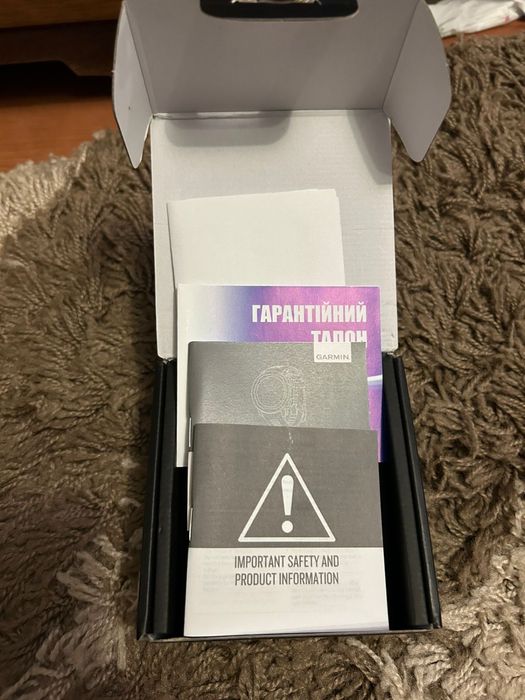 ГАРАНТІЙНИЙ
ТАЛОН
GARMIN
IMPORTANT SAFETY AND
PRODUCT INFORMATION